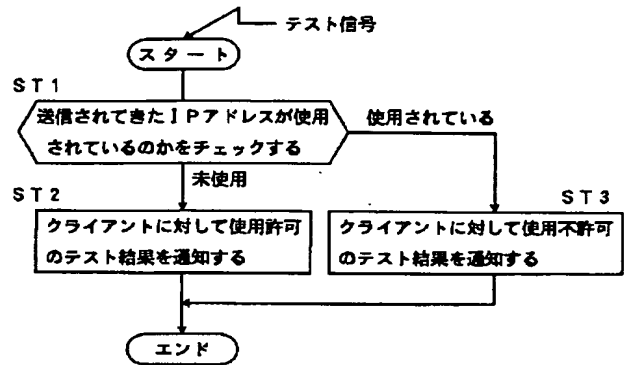 テスト信号
スタート
ST1
送信されてきたIPアドレスが使用
されているのかをチェックする
使用されている
未使用
ST2
クライアントに対して使用許可
のテスト結果を通知する
ST3
クライアントに対して使用不許可
のテスト結果を通知する
エンド